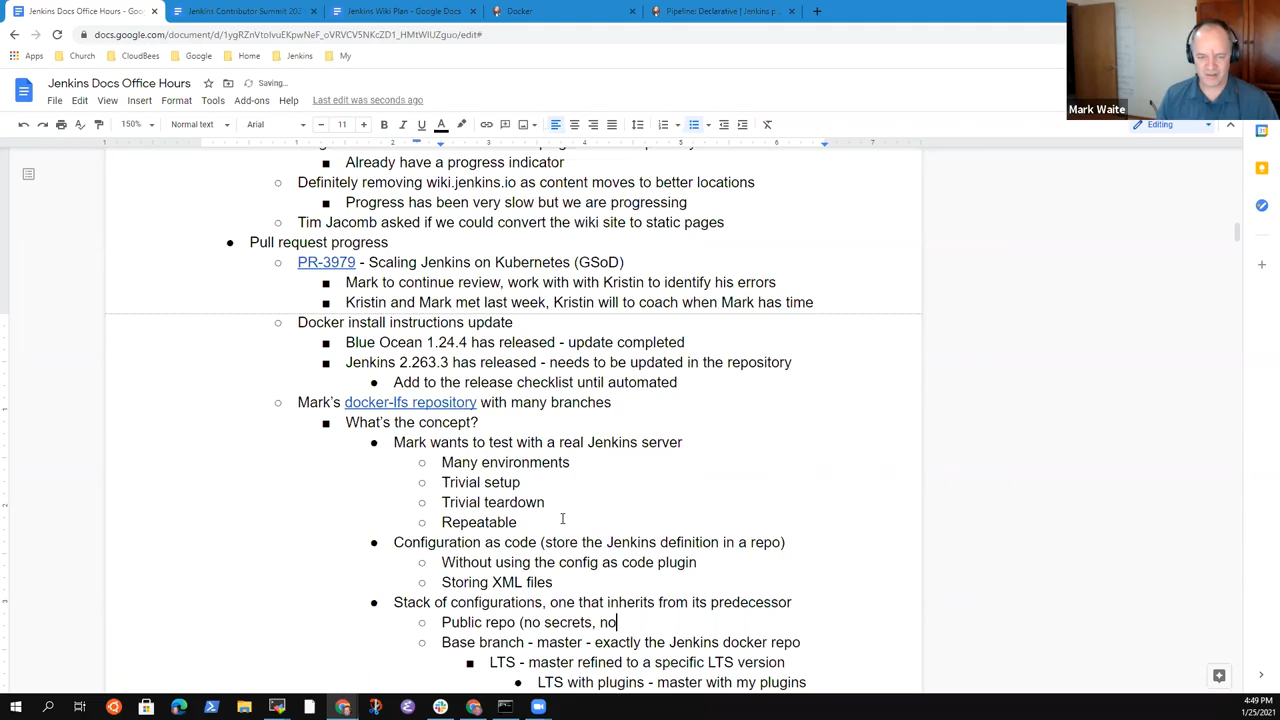 Jenkins Docs Office Hours - Goo
Jenkins Contributor Summit 202
Jenkins Wiki Plan - Google Docs
Docker
Pipeline: Declarative | Jenkins p
docs.google.com/document/d/1ygRZnVtoIvuEKpwNeF_oVRVCV5NKcZD1_HMtWIUZguo/edit#
Apps
Church
CloudBees
Google
Home
Jenkins
My
Mark Waite
Jenkins Docs Office Hours
Saving...
File Edit View Insert Format Tools Add-ons Help Last edit was seconds ago
150% Normal text Arial 11 Editing
Already have a progress indicator
Definitely removing wiki.jenkins.io as content moves to better locations
Progress has been very slow but we are progressing
Tim Jacomb asked if we could convert the wiki site to static pages
Pull request progress
PR-3979 - Scaling Jenkins on Kubernetes (GSoD)
Mark to continue review, work with with Kristin to identify his errors
Kristin and Mark met last week, Kristin will to coach when Mark has time
Docker install instructions update
Blue Ocean 1.24.4 has released - update completed
Jenkins 2.263.3 has released - needs to be updated in the repository
Add to the release checklist until automated
Mark's docker-lfs repository with many branches
What's the concept?
Mark wants to test with a real Jenkins server
Many environments
Trivial setup
Trivial teardown
Repeatable
Configuration as code (store the Jenkins definition in a repo)
Without using the config as code plugin
Storing XML files
Stack of configurations, one that inherits from its predecessor
Public repo (no secrets, no
Base branch - master - exactly the Jenkins docker repo
LTS - master refined to a specific LTS version
LTS with plugins - master with my plugins
4:49 PM
1/25/2021